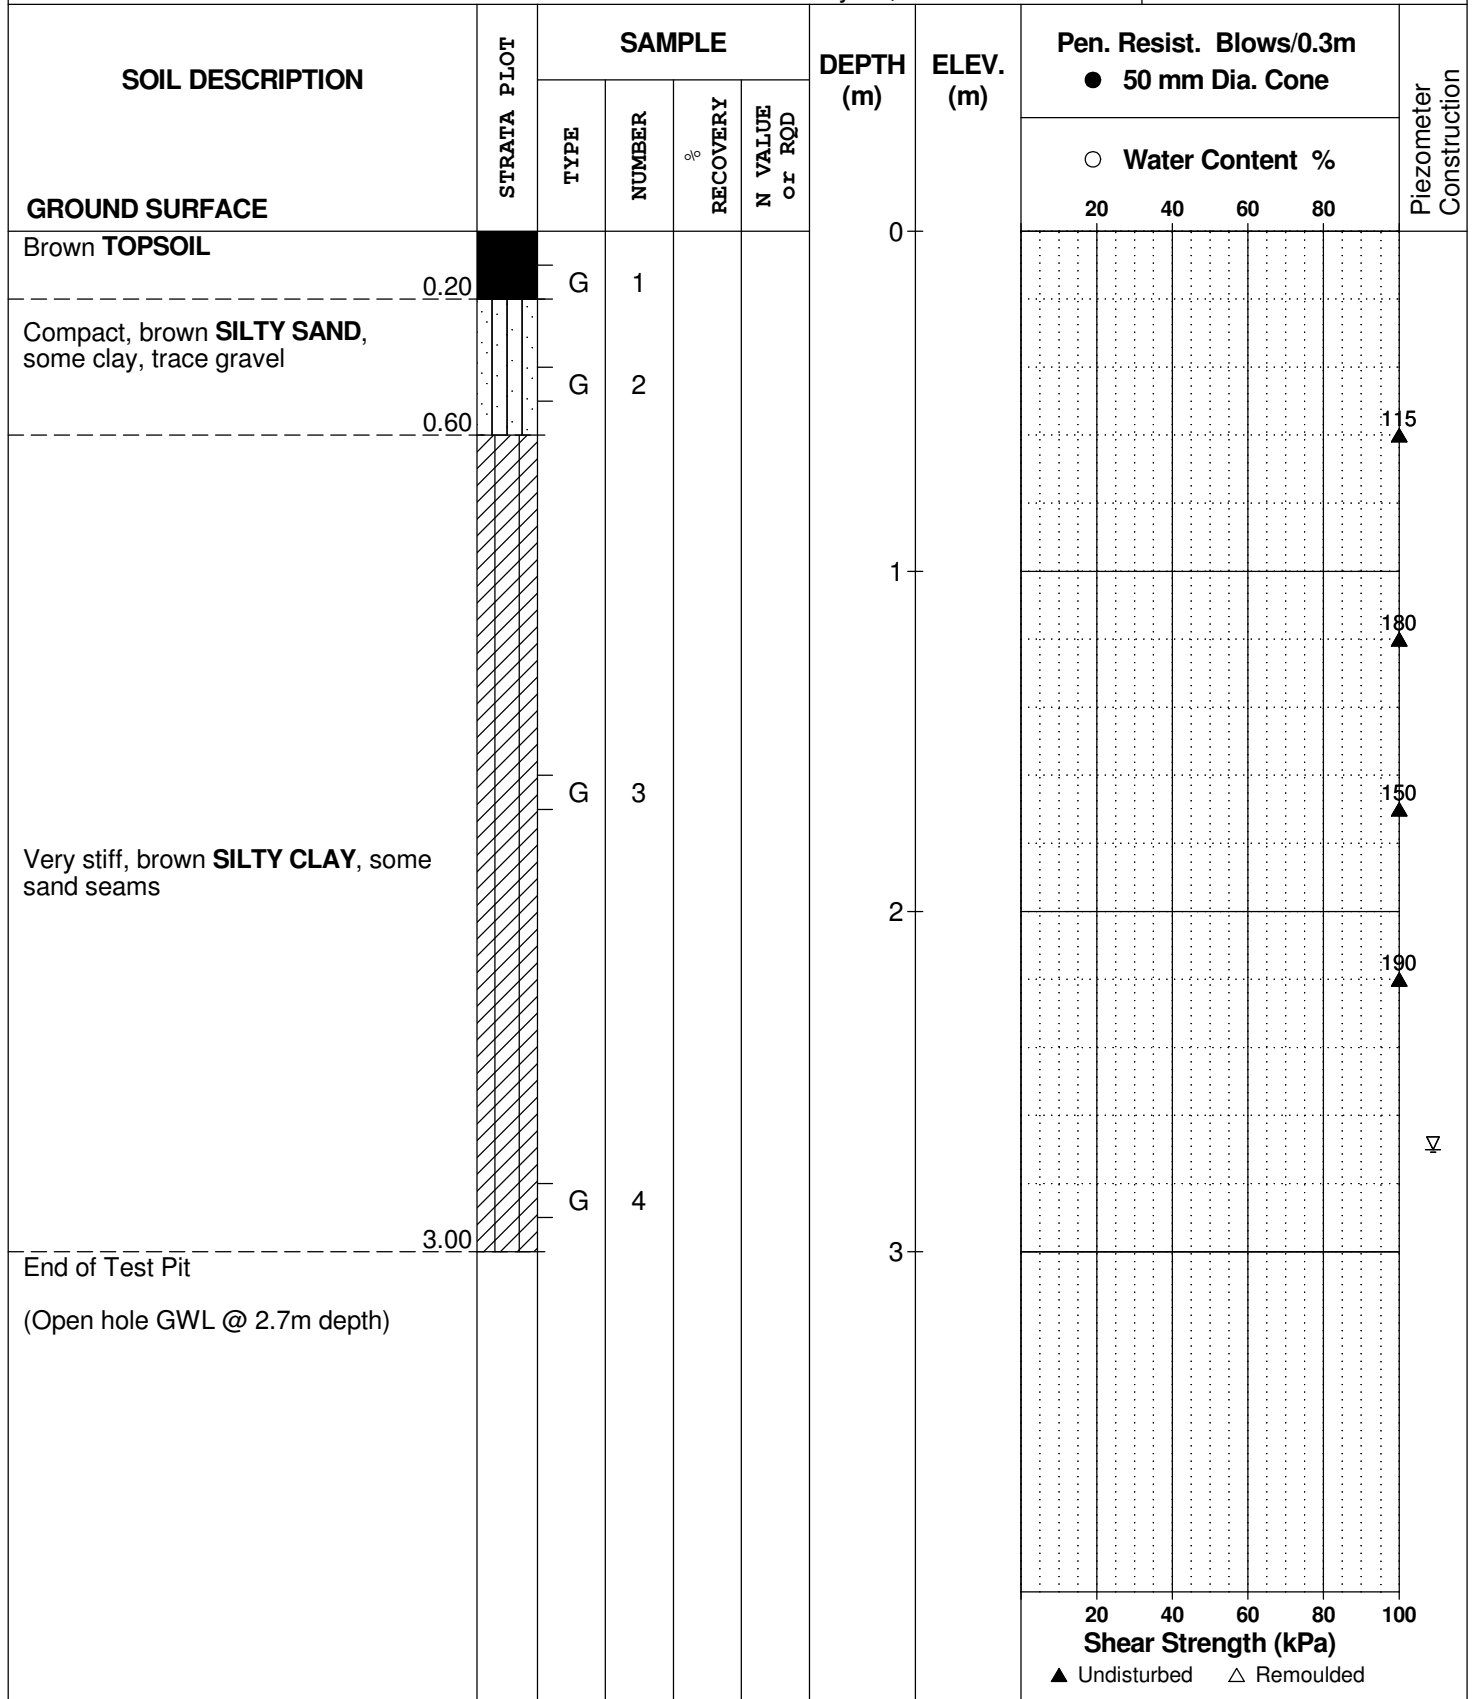 SOIL DESCRIPTION
GROUND SURFACE
STRATA PLOT
SAMPLE
TYPE
NUMBER
%
RECOVERY
N VALUE
or RQD
DEPTH
(m)
ELEV.
(m)
Pen. Resist. Blows/0.3m
● 50 mm Dia. Cone
○ Water Content %
20 40 60 80
Piezometer
Construction
0
Brown TOPSOIL
0.20
G 1
Compact, brown SILTY SAND,
some clay, trace gravel
G 2
0.60
115
1
180
G 3
150
Very stiff, brown SILTY CLAY, some
sand seams
2
190
G 4
3.00
3
End of Test Pit
(Open hole GWL @ 2.7m depth)
20 40 60 80 100
Shear Strength (kPa)
▲ Undisturbed △ Remoulded